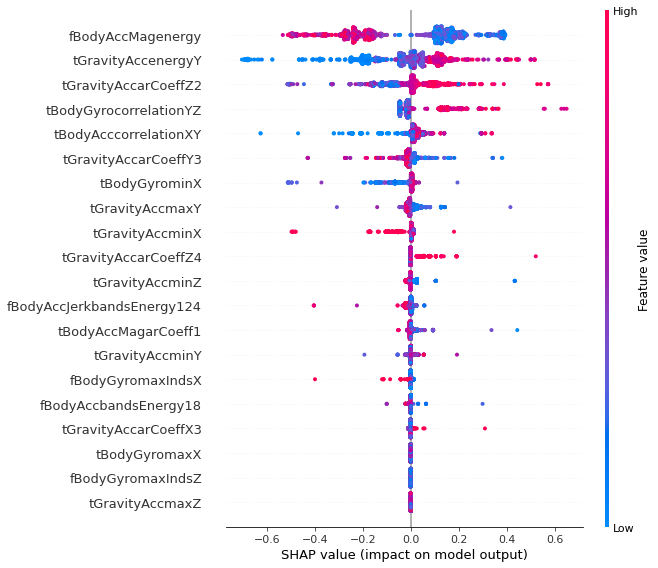 High
fBodyAccMagenergy
tGravityAccenergyY
tGravityAccarCoeffZ2
tBodyGyrocorrelationYZ
tBodyAcccorrelationXY
tGravityAccarCoeffY3
tBodyGyrominX
tGravityAccmaxY
tGravityAccminX
tGravityAccarCoeffZ4
tGravityAccminZ
fBodyAccJerkbandsEnergy124
tBodyAccMagarCoeff1
tGravityAccminY
fBodyGyromaxIndsX
fBodyAccbandsEnergy18
tGravityAccarCoeffX3
tBodyGyromaxX
fBodyGyromaxIndsZ
tGravityAccmaxZ
Feature value
Low
−0.6 −0.4 −0.2 0.0 0.2 0.4 0.6
SHAP value (impact on model output)